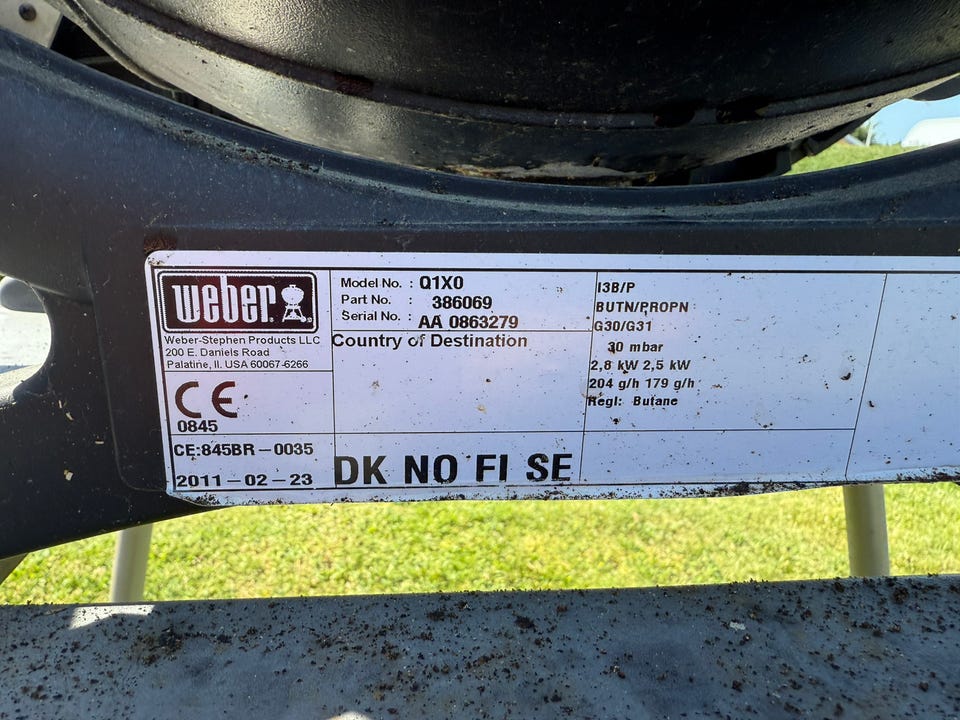 weber
Weber-Stephen Products LLC
200 E. Daniels Road
Palatine, Il. USA 60067-6266
CE
0845
CE:845BR-0035
2011-02-23
Model No. : Q1X0
Part No. : 386069
Serial No. : AA 0863279
Country of Destination
DK NO FI SE
I3B/P
BUTN/PROPN
G30/G31
30 mbar
2,8 kW 2,5 kW
204 g/h 179 g/h
Regl: Butane